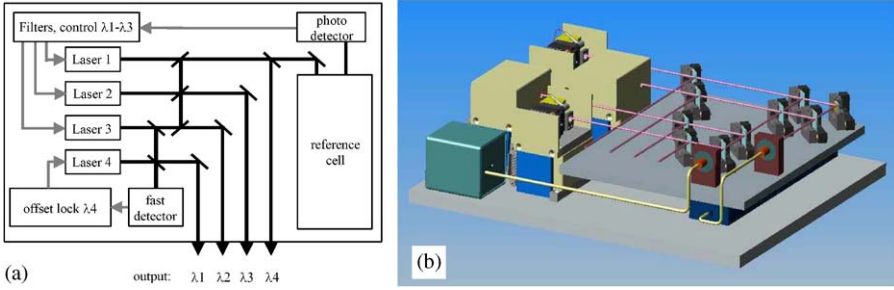 Filters, control λ1-λ3
photo
detector
Laser 1
Laser 2
Laser 3
Laser 4
reference
cell
offset lock λ4
fast
detector
(a)
output: λ1 λ2 λ3 λ4
(b)